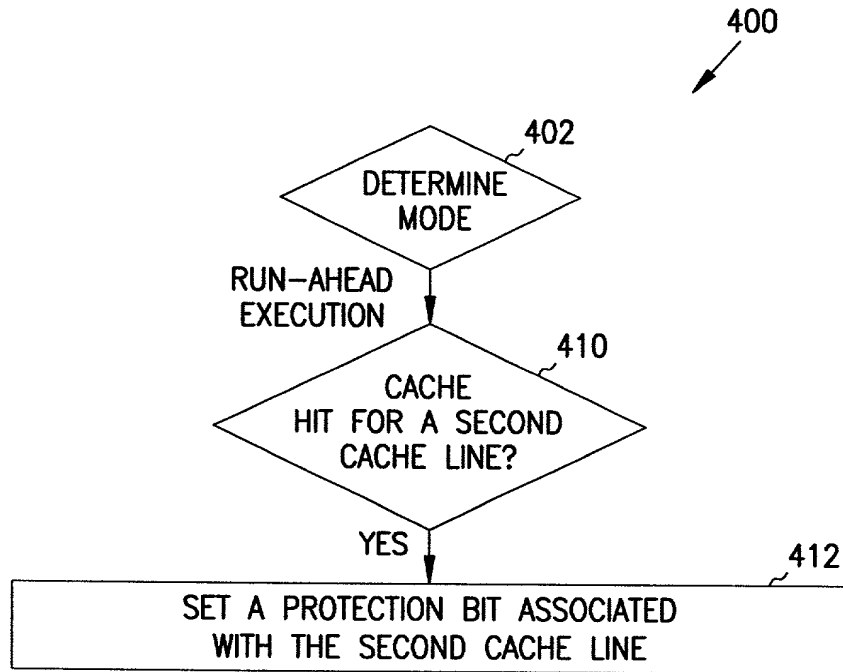 400
402
DETERMINE
MODE
RUN-AHEAD
EXECUTION
410
CACHE
HIT FOR A SECOND
CACHE LINE?
YES
412
SET A PROTECTION BIT ASSOCIATED
WITH THE SECOND CACHE LINE